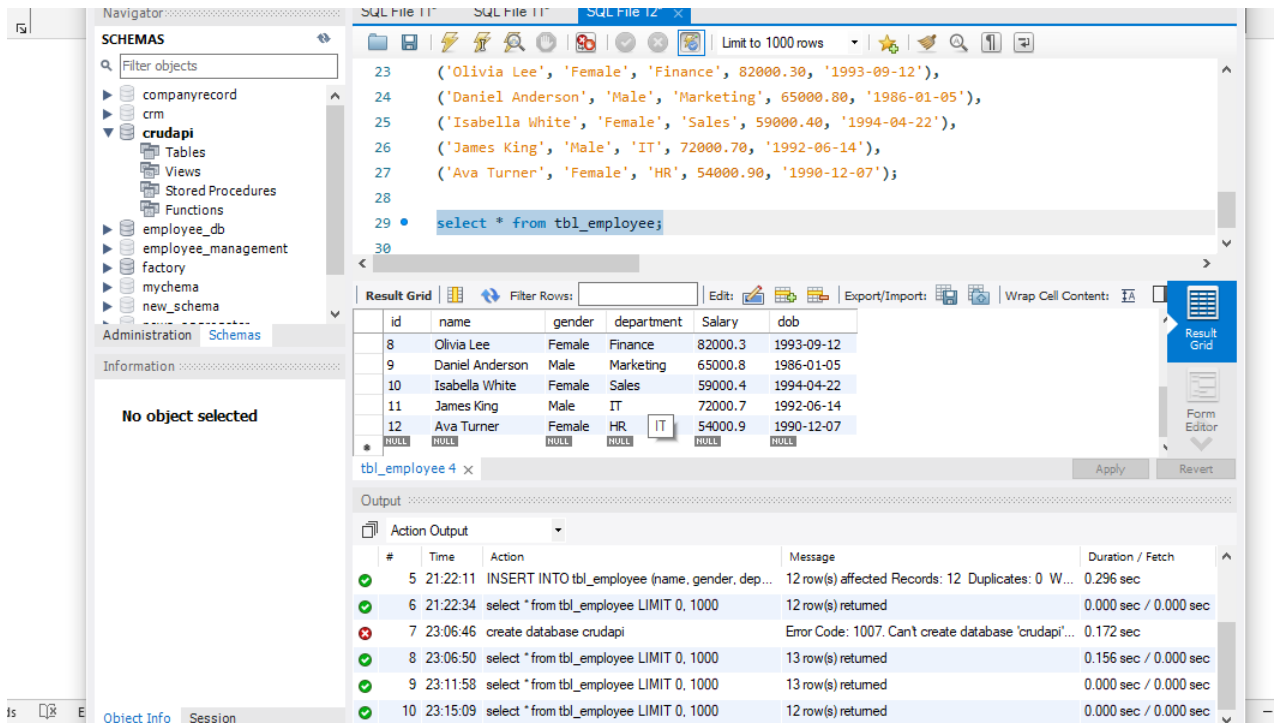 Navigator
SCHEMAS
Filter objects
companyrecord
crm
crudapi
Tables
Views
Stored Procedures
Functions
employee_db
employee_management
factory
mychema
new_schema
Administration Schemas
Information
No object selected
Object Info Session
SQL File 11* SQL File 11* SQL File 12*
Limit to 1000 rows
23 ('Olivia Lee', 'Female', 'Finance', 82000.30, '1993-09-12'),
24 ('Daniel Anderson', 'Male', 'Marketing', 65000.80, '1986-01-05'),
25 ('Isabella White', 'Female', 'Sales', 59000.40, '1994-04-22'),
26 ('James King', 'Male', 'IT', 72000.70, '1992-06-14'),
27 ('Ava Turner', 'Female', 'HR', 54000.90, '1990-12-07');
28
29 select * from tbl_employee;
30
Result Grid Filter Rows: Edit: Export/Import: Wrap Cell Content: IA
id name gender department Salary dob
8 Olivia Lee Female Finance 82000.3 1993-09-12
9 Daniel Anderson Male Marketing 65000.8 1986-01-05
10 Isabella White Female Sales 59000.4 1994-04-22
11 James King Male IT 72000.7 1992-06-14
12 Ava Turner Female HR IT 54000.9 1990-12-07
NULL NULL NULL NULL NULL NULL
Result
Grid
Form
Editor
tbl_employee 4 Apply Revert
Output
Action Output
# Time Action Message Duration / Fetch
5 21:22:11 INSERT INTO tbl_employee (name, gender, dep... 12 row(s) affected Records: 12 Duplicates: 0 W... 0.296 sec
6 21:22:34 select * from tbl_employee LIMIT 0, 1000 12 row(s) returned 0.000 sec / 0.000 sec
7 23:06:46 create database crudapi Error Code: 1007. Can't create database 'crudapi'... 0.172 sec
8 23:06:50 select * from tbl_employee LIMIT 0, 1000 13 row(s) returned 0.156 sec / 0.000 sec
9 23:11:58 select * from tbl_employee LIMIT 0, 1000 13 row(s) returned 0.000 sec / 0.000 sec
10 23:15:09 select * from tbl_employee LIMIT 0, 1000 12 row(s) returned 0.000 sec / 0.000 sec